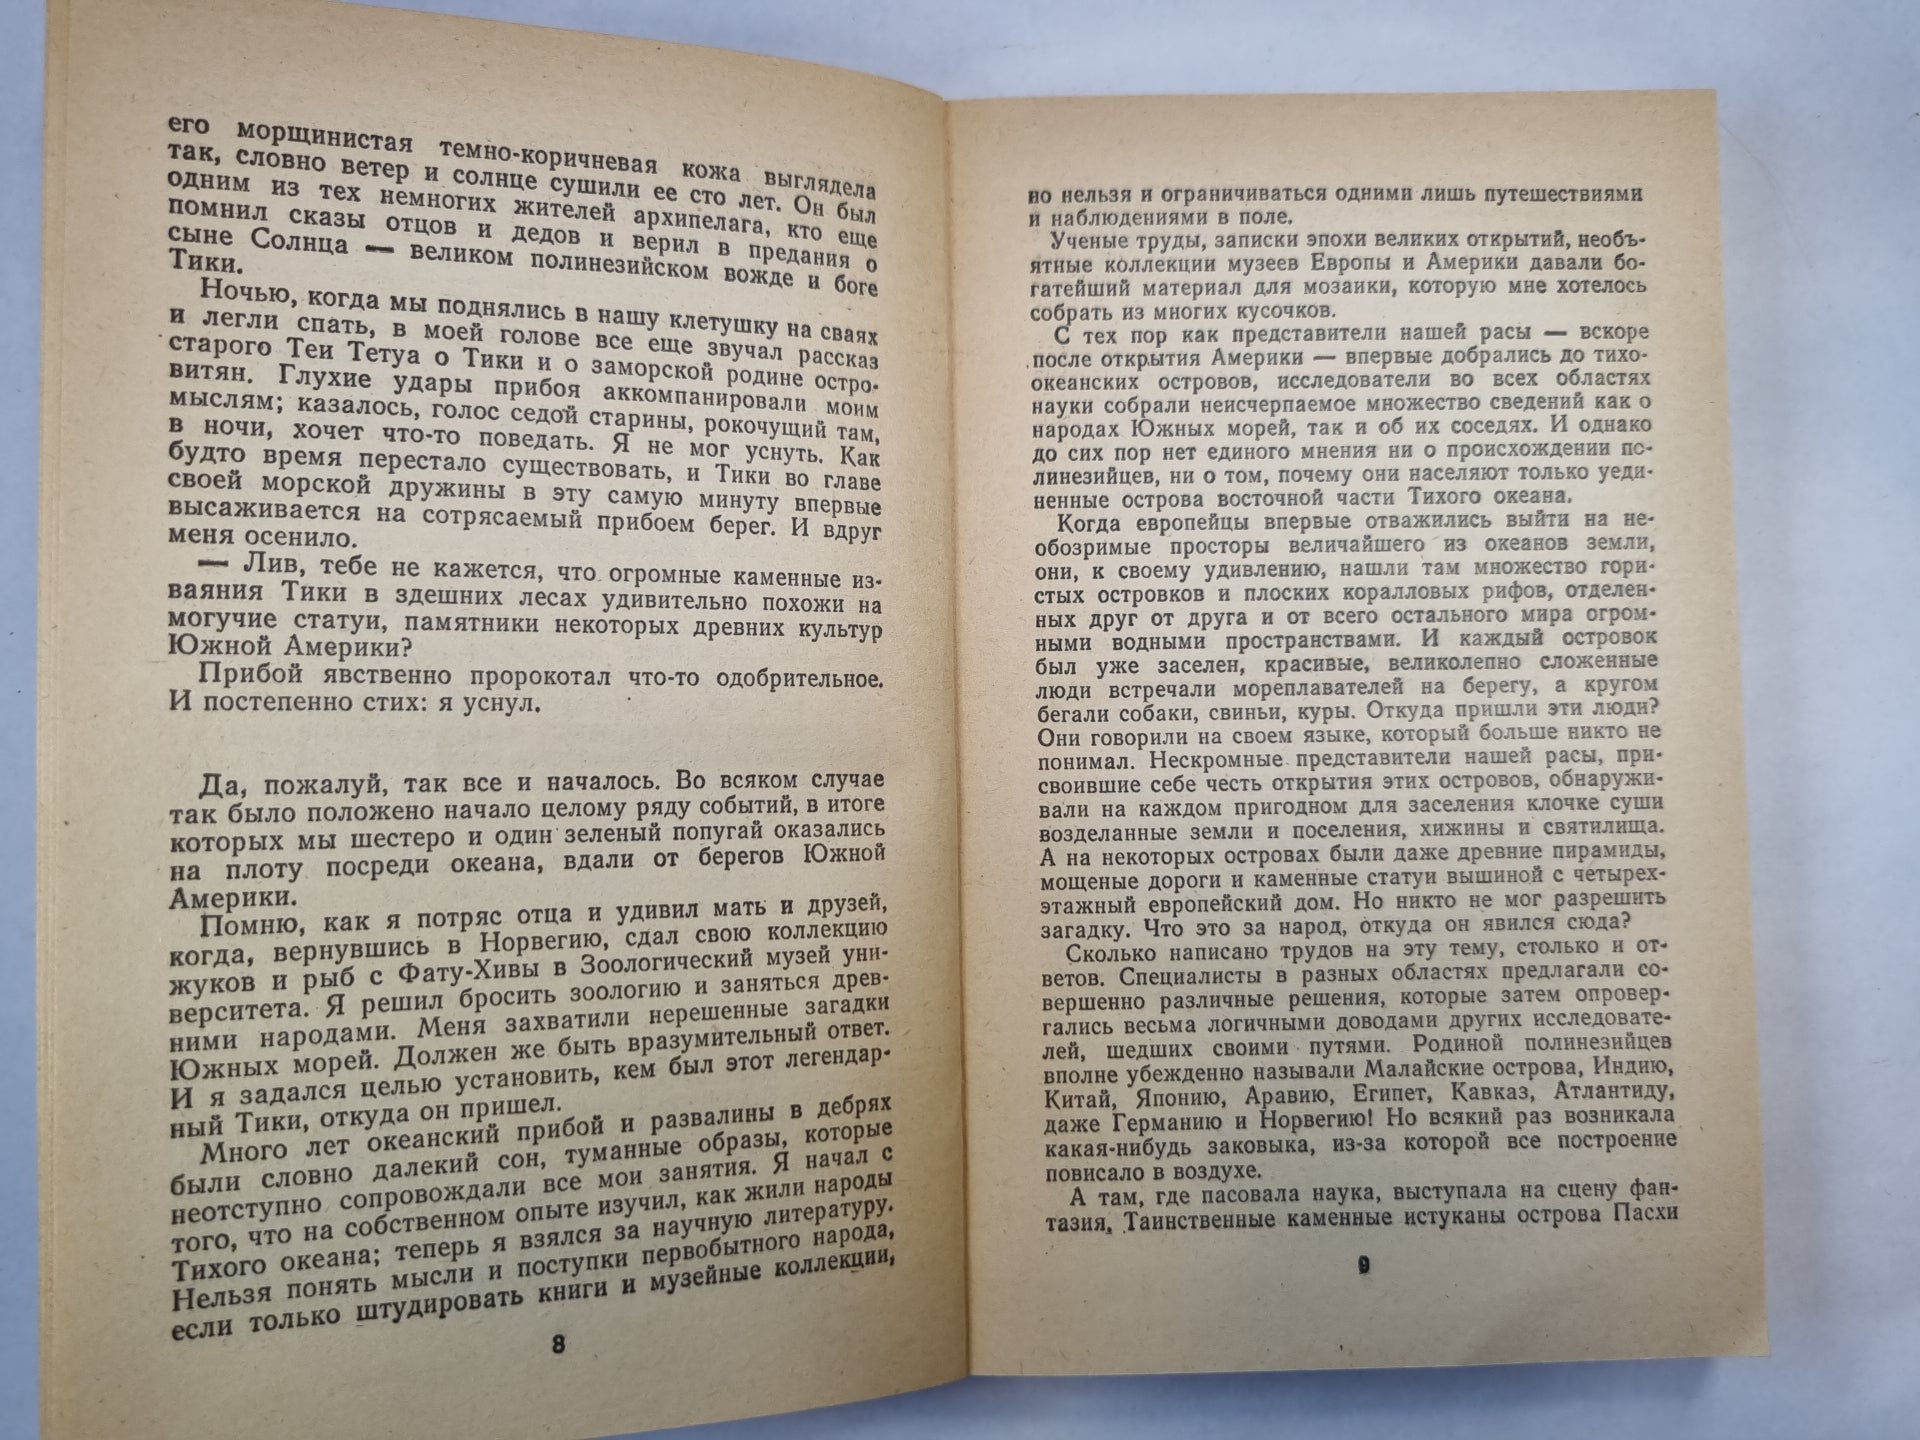 его морщинистая темно-коричневая кожа выглядела
так, словно ветер и солнце сушили ее сто лет. Он был
одним из тех немногих жителей архипелага, кто еще
помнил сказы отцов и дедов и верил в предания о
сыне Солнца — великом полинезийском вожде и боге
Тики.
Ночью, когда мы поднялись в нашу клетушку на сваях
и легли спать, в моей голове все еще звучал рассказ
старого Теи Тетуа о Тики и о заморской родине остро-
витян. Глухие удары прибоя аккомпанировали моим
мыслям; казалось, голос седой старины, рокочущий там,
в ночи, хочет что-то поведать. Я не мог уснуть. Как
будто время перестало существовать, и Тики во главе
своей морской дружины в эту самую минуту впервые
высаживается на сотрясаемый прибоем берег. И вдруг
меня осенило.
— Лив, тебе не кажется, что огромные каменные из-
ваяния Тики в здешних лесах удивительно похожи на
могучие статуи, памятники некоторых древних культур
Южной Америки?
Прибой явственно пророкотал что-то одобрительное.
И постепенно стих: я уснул.
Да, пожалуй, так все и началось. Во всяком случае
так было положено начало целому ряду событий, в итоге
которых мы шестеро и один зеленый попугай оказались
на плоту посреди океана, вдали от берегов Южной
Америки.
Помню, как я потряс отца и удивил мать и друзей,
когда, вернувшись в Норвегию, сдал свою коллекцию
жуков и рыб с Фату-Хивы в Зоологический музей уни-
верситета. Я решил бросить зоологию и заняться древ-
ними народами. Меня захватили нерешенные загадки
Южных морей. Должен же быть вразумительный ответ.
И я задался целью установить, кем был этот легендар-
ный Тики, откуда он пришел.
Много лет океанский прибой и развалины в дебрях
были словно далекий сон, туманные образы, которые
неотступно сопровождали все мои занятия. Я начал с
того, что на собственном опыте изучил, как жили народы
Тихого океана; теперь я взялся за научную литературу.
Нельзя понять мысли и поступки первобытного народа,
если только штудировать книги и музейные коллекции,
8
но нельзя и ограничиваться одними лишь путешествиями
и наблюдениями в поле.
Ученые труды, записки эпохи великих открытий, необъ-
ятные коллекции музеев Европы и Америки давали бо-
гатейший материал для мозаики, которую мне хотелось
собрать из многих кусочков.
С тех пор как представители нашей расы — вскоре
после открытия Америки — впервые добрались до тихо-
океанских островов, исследователи во всех областях
науки собрали неисчерпаемое множество сведений как о
народах Южных морей, так и об их соседях. И однако
до сих пор нет единого мнения ни о происхождении по-
линезийцев, ни о том, почему они населяют только уеди-
ненные острова восточной части Тихого океана.
Когда европейцы впервые отважились выйти на не-
обозримые просторы величайшего из океанов земли,
они, к своему удивлению, нашли там множество гори-
стых островков и плоских коралловых рифов, отделен-
ных друг от друга и от всего остального мира огром-
ными водными пространствами. И каждый островок
был уже заселен, красивые, великолепно сложенные
люди встречали мореплавателей на берегу, а кругом
бегали собаки, свиньи, куры. Откуда пришли эти люди?
Они говорили на своем языке, который больше никто не
понимал. Нескромные представители нашей расы, при-
своившие себе честь открытия этих островов, обнаружи-
вали на каждом пригодном для заселения клочке суши
возделанные земли и поселения, хижины и святилища.
А на некоторых островах были даже древние пирамиды,
мощеные дороги и каменные статуи вышиной с четырех-
этажный европейский дом. Но никто не мог разрешить
загадку. Что это за народ, откуда он явился сюда?
Сколько написано трудов на эту тему, столько и от-
ветов. Специалисты в разных областях предлагали со-
вершенно различные решения, которые затем опровер-
гались весьма логичными доводами других исследовате-
лей, шедших своими путями. Родиной полинезийцев
вполне убежденно называли Малайские острова, Индию,
Китай, Японию, Аравию, Египет, Кавказ, Атлантиду,
даже Германию и Норвегию! Но всякий раз возникала
какая-нибудь заковыка, из-за которой все построение
повисало в воздухе.
А там, где пасовала наука, выступала на сцену фан-
тазия. Таинственные каменные истуканы острова Пасхи
9